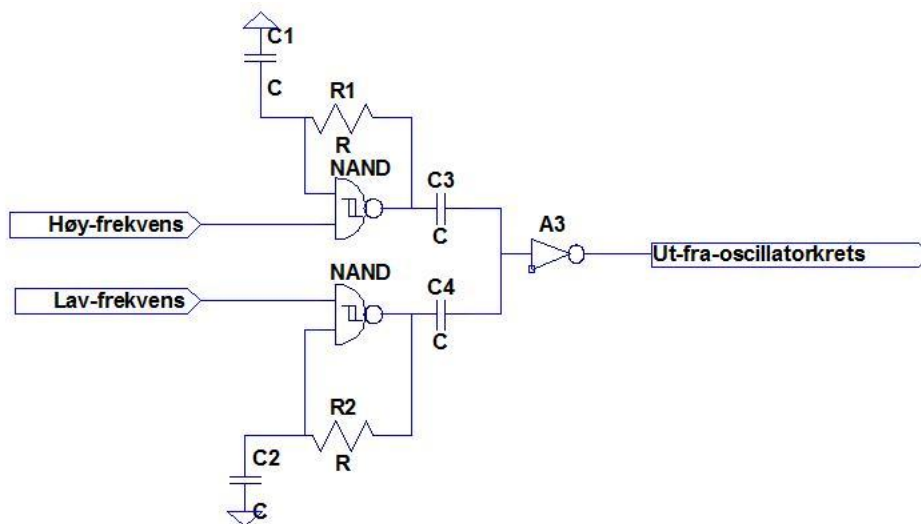 C1
C
R1
R
NAND
C3
C
Høy-frekvens
A3
Ut-fra-oscillatorkrets
NAND
Lav-frekvens
C4
C
R2
R
C2
C